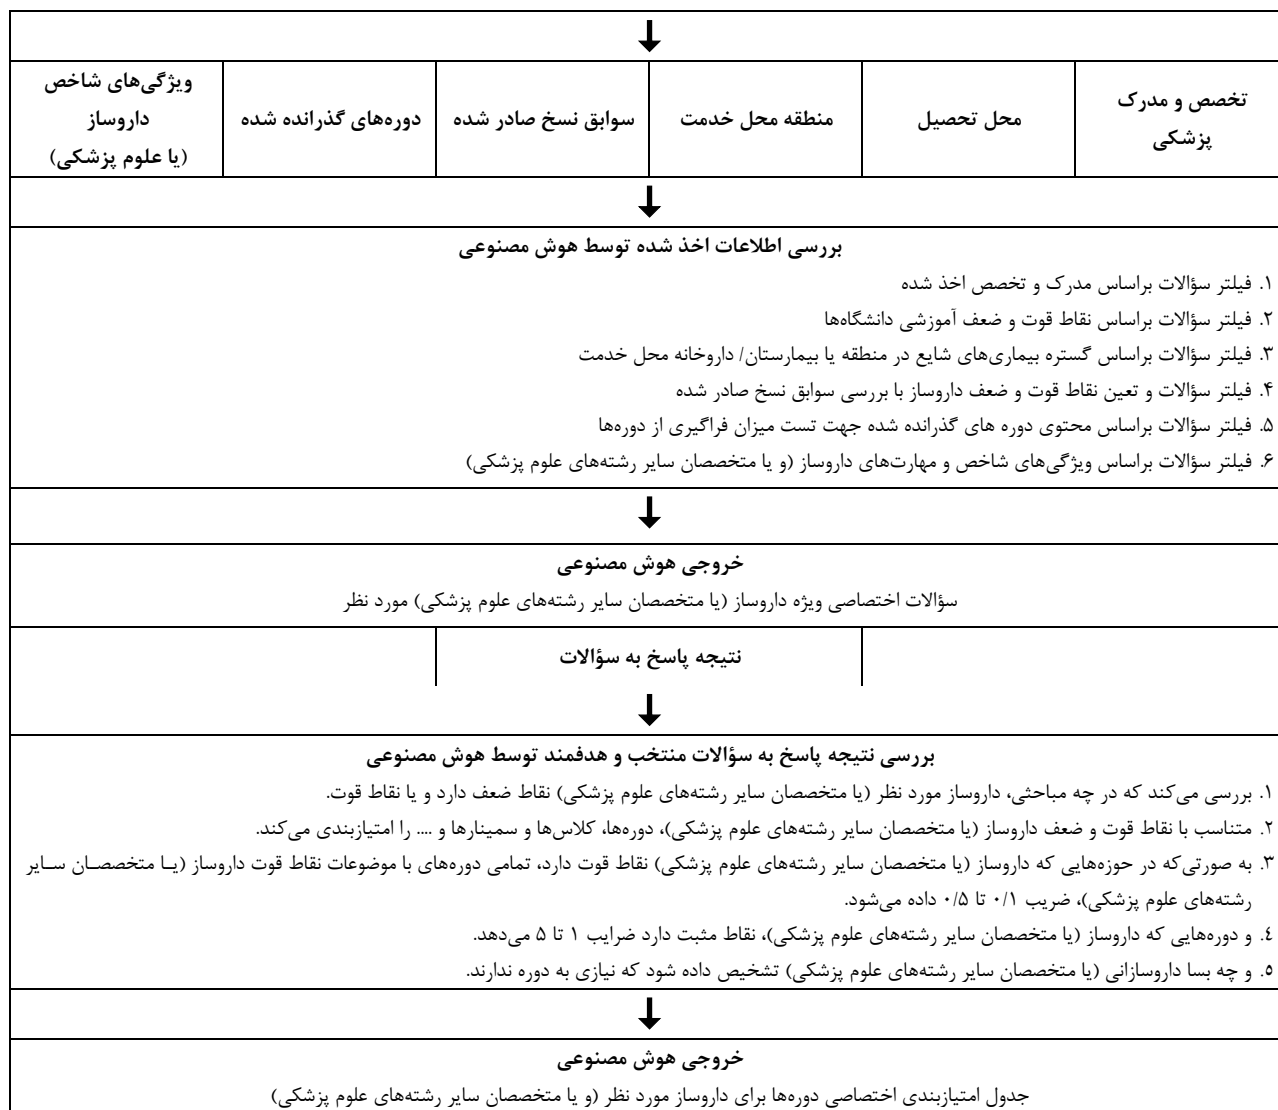 تخصص و مدرک
پزشکی
محل تحصیل
منطقه محل خدمت
سوابق نسخ صادر شده
دوره‌های گذرانده شده
ویژگی‌های شاخص
داروساز
(یا علوم پزشکی)
بررسی اطلاعات اخذ شده توسط هوش مصنوعی
۱. فیلتر سؤالات براساس مدرک و تخصص اخذ شده
۲. فیلتر سؤالات براساس نقاط قوت و ضعف آموزشی دانشگاه‌ها
۳. فیلتر سؤالات براساس گستره بیماری‌های شایع در منطقه یا بیمارستان/ داروخانه محل خدمت
۴. فیلتر سؤالات و تعین نقاط قوت و ضعف داروساز با بررسی سوابق نسخ صادر شده
۵. فیلتر سؤالات براساس محتوی دوره های گذرانده شده جهت تست میزان فراگیری از دوره‌ها
۶. فیلتر سؤالات براساس ویژگی‌های شاخص و مهارت‌های داروساز (و یا متخصصان سایر رشته‌های علوم پزشکی)
خروجی هوش مصنوعی
سؤالات اختصاصی ویژه داروساز (یا متخصصان سایر رشته‌های علوم پزشکی) مورد نظر
نتیجه پاسخ به سؤالات
بررسی نتیجه پاسخ به سؤالات منتخب و هدفمند توسط هوش مصنوعی
۱. بررسی می‌کند که در چه مباحثی، داروساز مورد نظر (یا متخصصان سایر رشته‌های علوم پزشکی) نقاط ضعف دارد و یا نقاط قوت.
۲. متناسب با نقاط قوت و ضعف داروساز (یا متخصصان سایر رشته‌های علوم پزشکی)، دوره‌ها، کلاس‌ها و سمینارها و .... را امتیازبندی می‌کند.
۳. به صورتی‌که در حوزه‌هایی که داروساز (یا متخصصان سایر رشته‌های علوم پزشکی) نقاط قوت دارد، تمامی دوره‌های با موضوعات نقاط قوت داروساز (یـا متخصصـان سـایر
رشته‌های علوم پزشکی)، ضریب ۰/۱ تا ۰/۵ داده می‌شود.
٤. و دوره‌هایی که داروساز (یا متخصصان سایر رشته‌های علوم پزشکی)، نقاط مثبت دارد ضرایب ۱ تا ۵ می‌دهد.
٥. و چه بسا داروسازانی (یا متخصصان سایر رشته‌های علوم پزشکی) تشخیص داده شود که نیازی به دوره ندارند.
خروجی هوش مصنوعی
جدول امتیازبندی اختصاصی دوره‌ها برای داروساز مورد نظر (و یا متخصصان سایر رشته‌های علوم پزشکی)